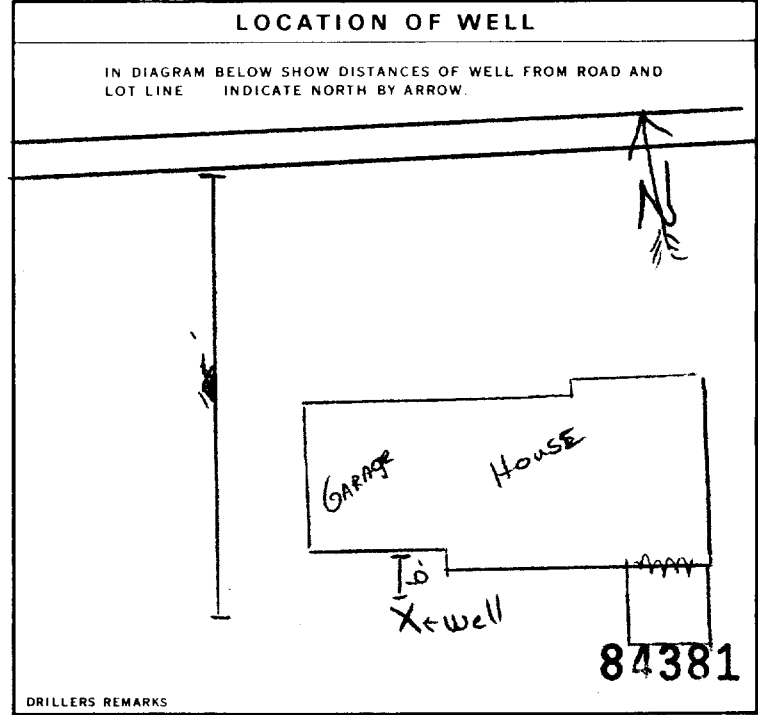 LOCATION OF WELL
IN DIAGRAM BELOW SHOW DISTANCES OF WELL FROM ROAD AND
LOT LINE INDICATE NORTH BY ARROW.
N
GARAGE
HOUSE
6'
X←well
84381
DRILLERS REMARKS